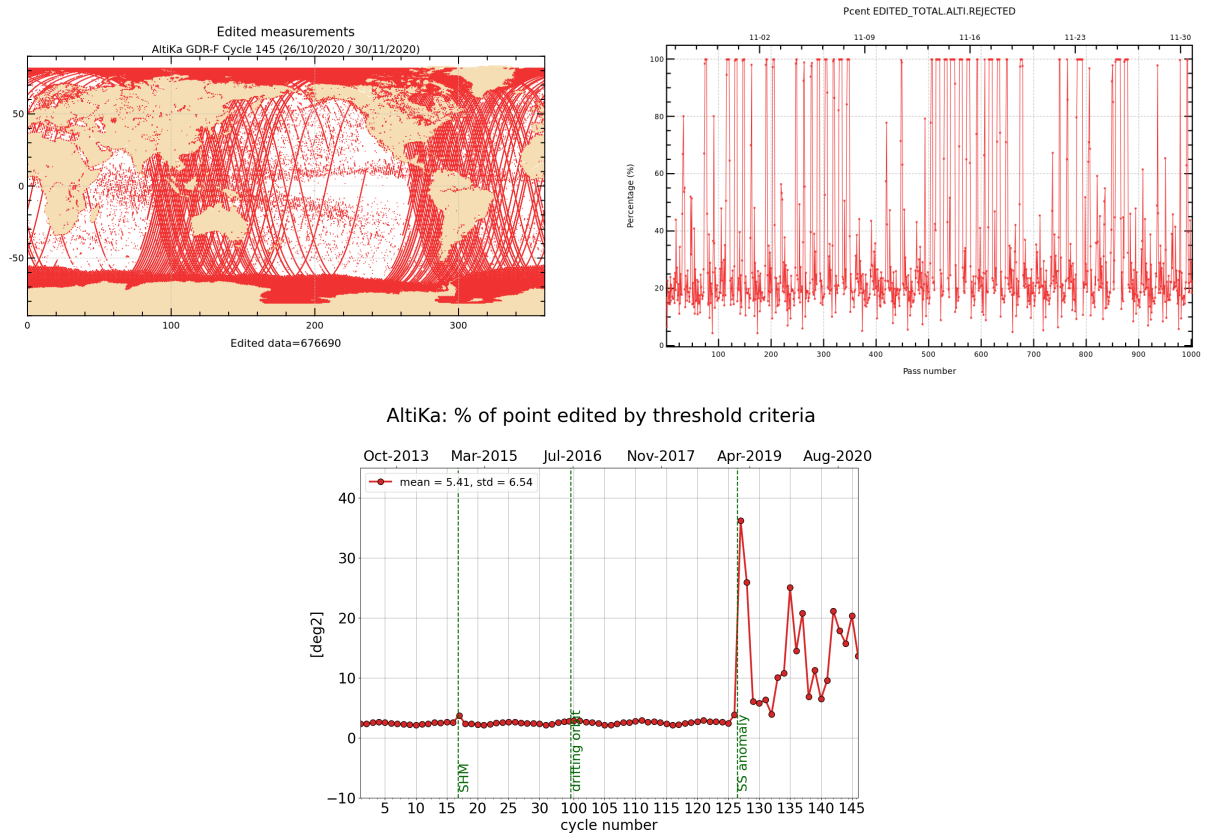 Edited measurements
AltiKa GDR-F Cycle 145 (26/10/2020 / 30/11/2020)
50
0
-50
0 100 200 300
Edited data=676690
Pcent EDITED_TOTAL.ALTI.REJECTED
11-02 11-09 11-16 11-23 11-30
100
80
60
40
20
0
Percentage (%)
100 200 300 400 500 600 700 800 900 1000
Pass number
AltiKa: % of point edited by threshold criteria
Oct-2013 Mar-2015 Jul-2016 Nov-2017 Apr-2019 Aug-2020
mean = 5.41, std = 6.54
40
30
20
10
0
−10
[deg2]
SHM
drifting orbit
SS anomaly
5 10 15 20 25 30 100 105 110 115 120 125 130 135 140 145
cycle number